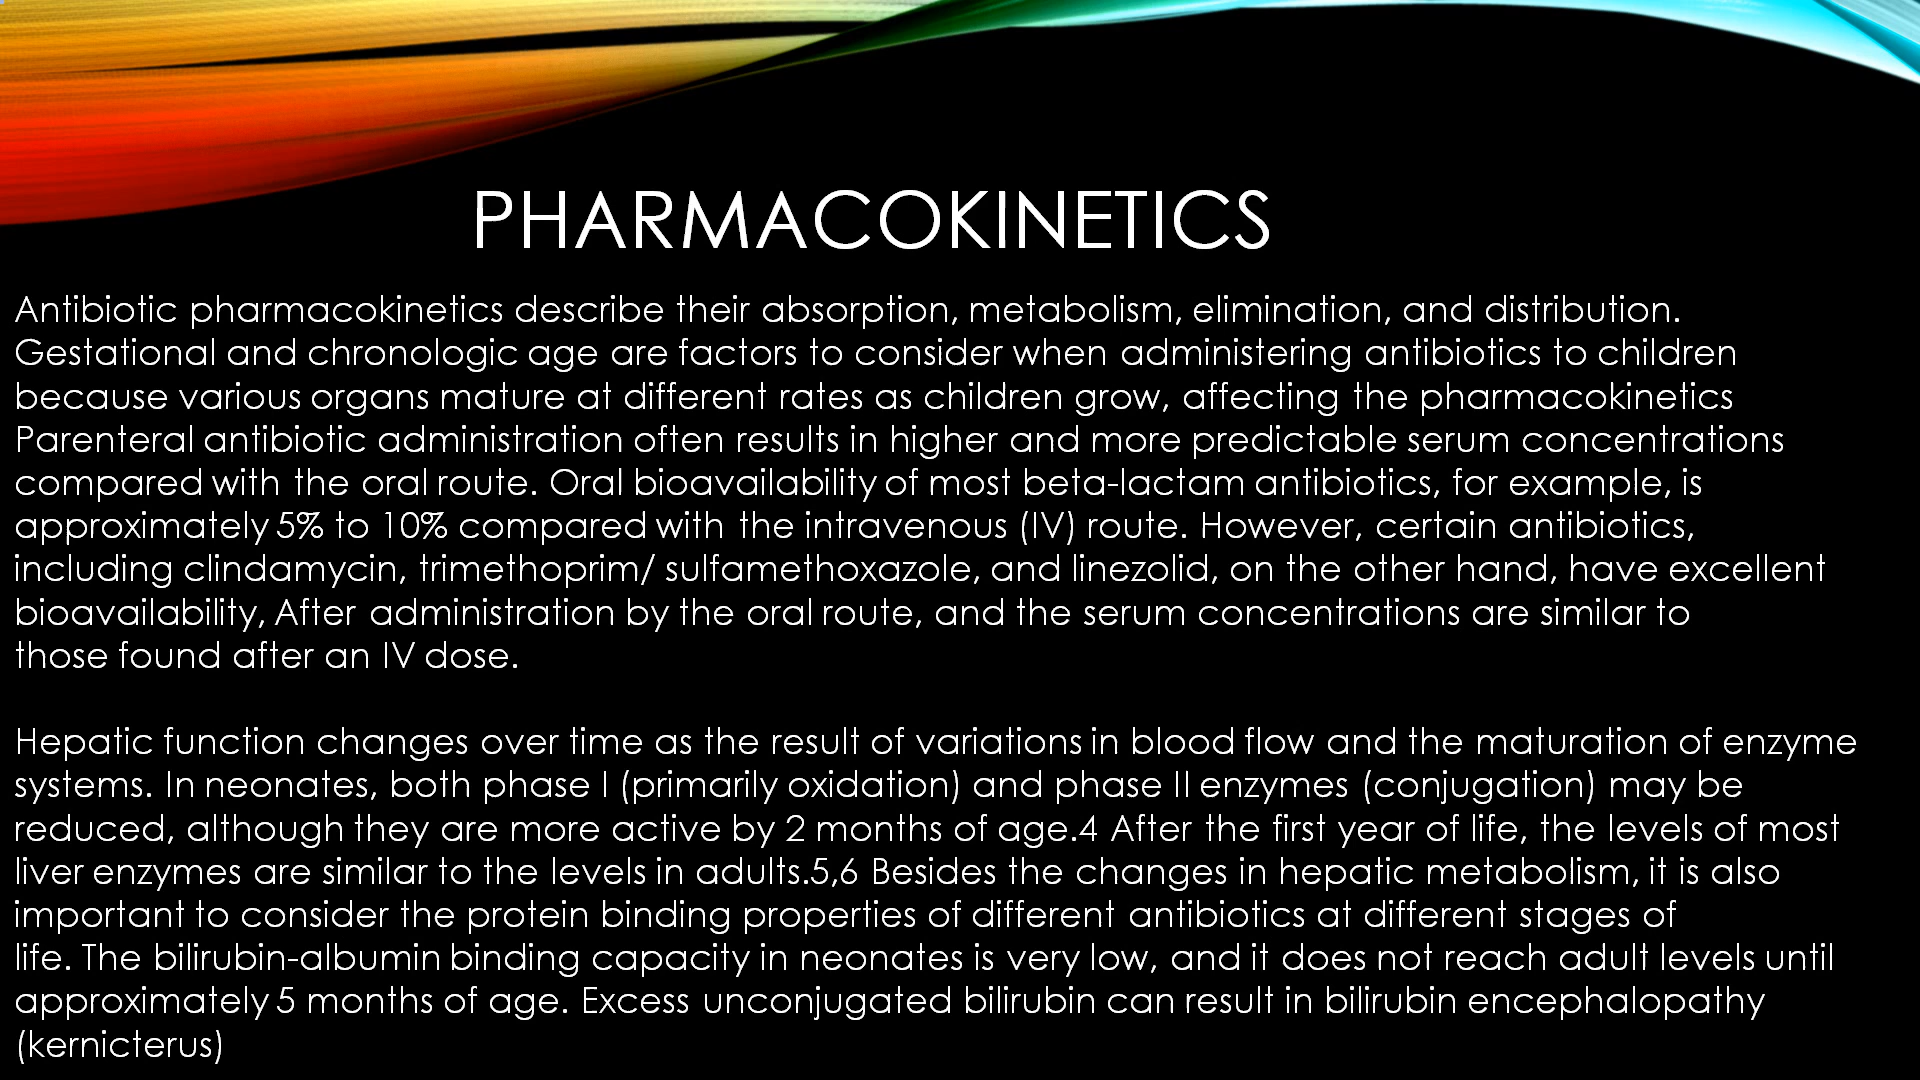 PHARMACOKINETICS
Antibiotic pharmacokinetics describe their absorption, metabolism, elimination, and distribution.
Gestational and chronologic age are factors to consider when administering antibiotics to children
because various organs mature at different rates as children grow, affecting the pharmacokinetics
Parenteral antibiotic administration often results in higher and more predictable serum concentrations
compared with the oral route. Oral bioavailability of most beta-lactam antibiotics, for example, is
approximately 5% to 10% compared with the intravenous (IV) route. However, certain antibiotics,
including clindamycin, trimethoprim/ sulfamethoxazole, and linezolid, on the other hand, have excellent
bioavailability, After administration by the oral route, and the serum concentrations are similar to
those found after an IV dose.
Hepatic function changes over time as the result of variations in blood flow and the maturation of enzyme
systems. In neonates, both phase I (primarily oxidation) and phase II enzymes (conjugation) may be
reduced, although they are more active by 2 months of age.4 After the first year of life, the levels of most
liver enzymes are similar to the levels in adults.5,6 Besides the changes in hepatic metabolism, it is also
important to consider the protein binding properties of different antibiotics at different stages of
life. The bilirubin-albumin binding capacity in neonates is very low, and it does not reach adult levels until
approximately 5 months of age. Excess unconjugated bilirubin can result in bilirubin encephalopathy
(kernicterus)